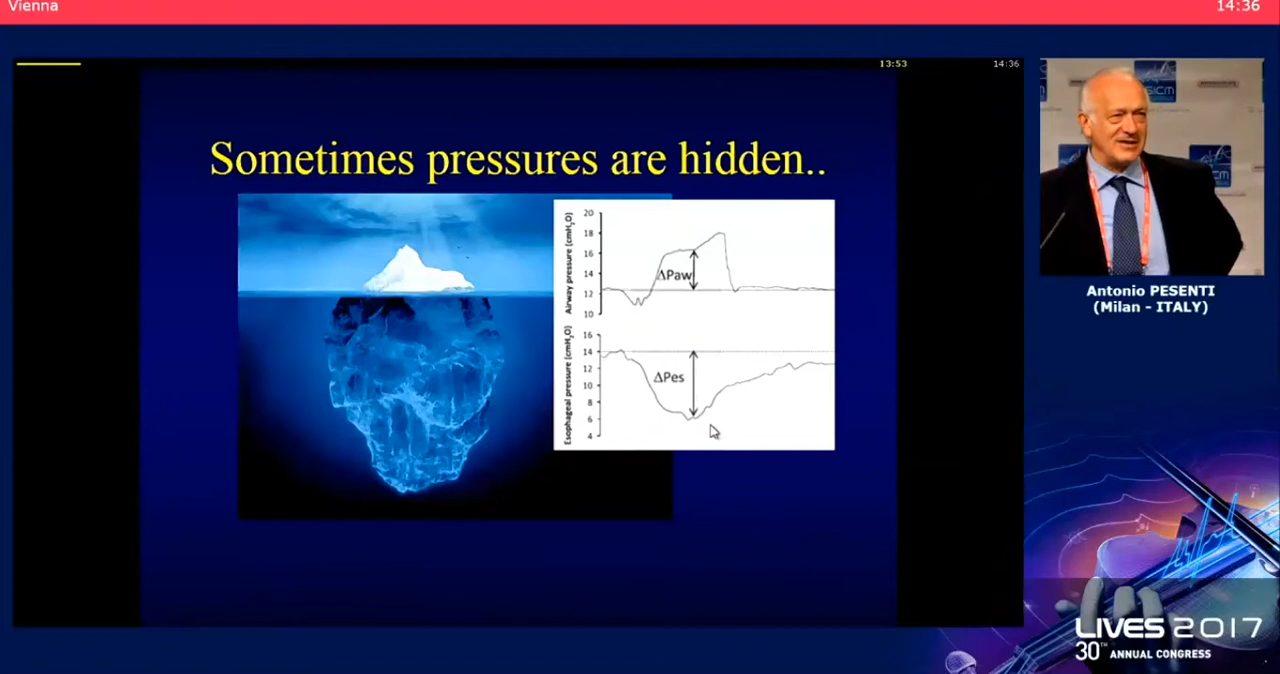 Vienna
14:36
13:53
14:36
Sometimes pressures are hidden..
Airway pressure (cmH₂O)
20
18
16
14
12
10
ΔPaw
Esophageal pressure (cmH₂O)
16
14
12
10
8
6
4
ΔPes
Antonio PESENTI
(Milan - ITALY)
LIVES 2017
30TH ANNUAL CONGRESS